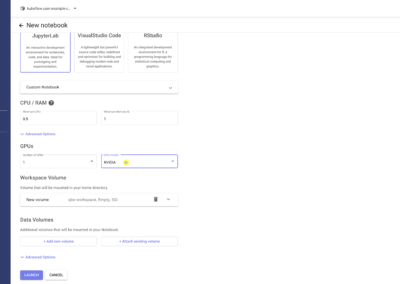 kubeflow-user-example-c...
New notebook
JupyterLab
VisualStudio Code
RStudio
An interactive development
environment for notebooks,
code, and data. Ideal for
prototyping and
experimentation.
A lightweight but powerful
source code editor, redefined
and optimized for building and
debugging modern web and
cloud applications.
An integrated development
environment for R, a
programming language for
statistical computing and
graphics.
Custom Notebook
CPU / RAM
Minimum CPU
0.5
Minimum Memory Gi
1
Advanced Options
GPUs
Number of GPUs
1
GPU Vendor
NVIDIA
Workspace Volume
Volume that will be mounted in your home directory.
New volume
Empty, 5Gi
Data Volumes
Additional volumes that will be mounted in your Notebook.
+ Add new volume
+ Attach existing volume
Advanced Options
LAUNCH
CANCEL